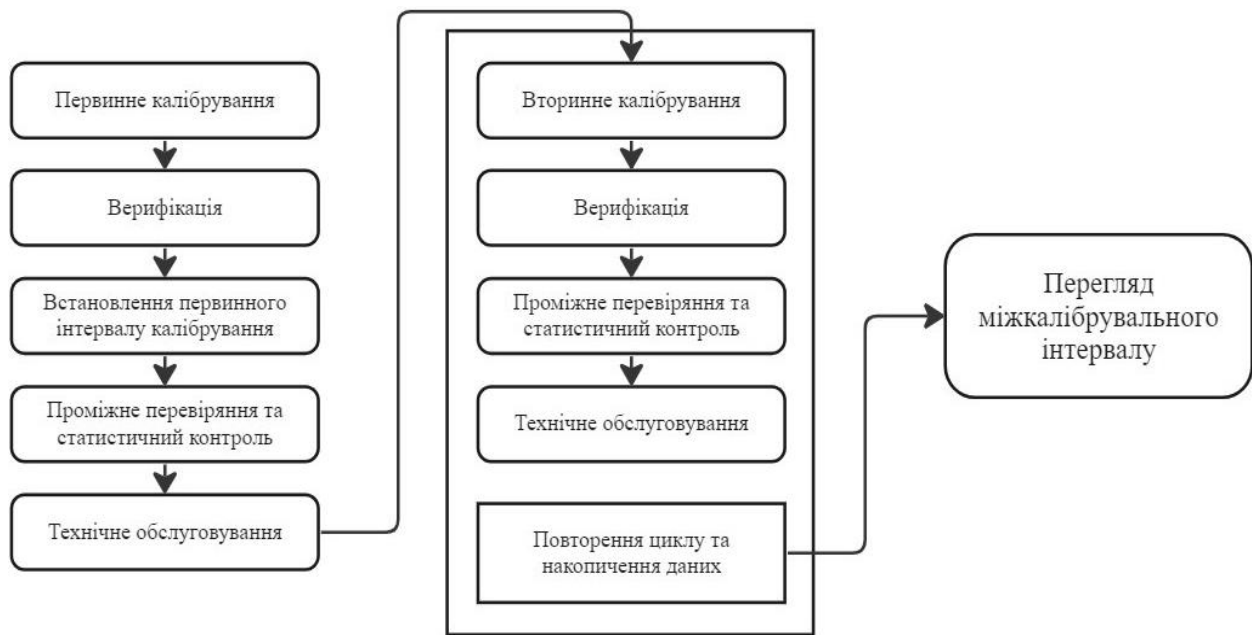 Первинне калібрування
Верифікація
Встановлення первинного
інтервалу калібрування
Проміжне перевіряння та
статистичний контроль
Технічне обслуговування
Вторинне калібрування
Верифікація
Проміжне перевіряння та
статистичний контроль
Технічне обслуговування
Повторення циклу та
накопичення даних
Перегляд
міжкалібрувального
інтервалу